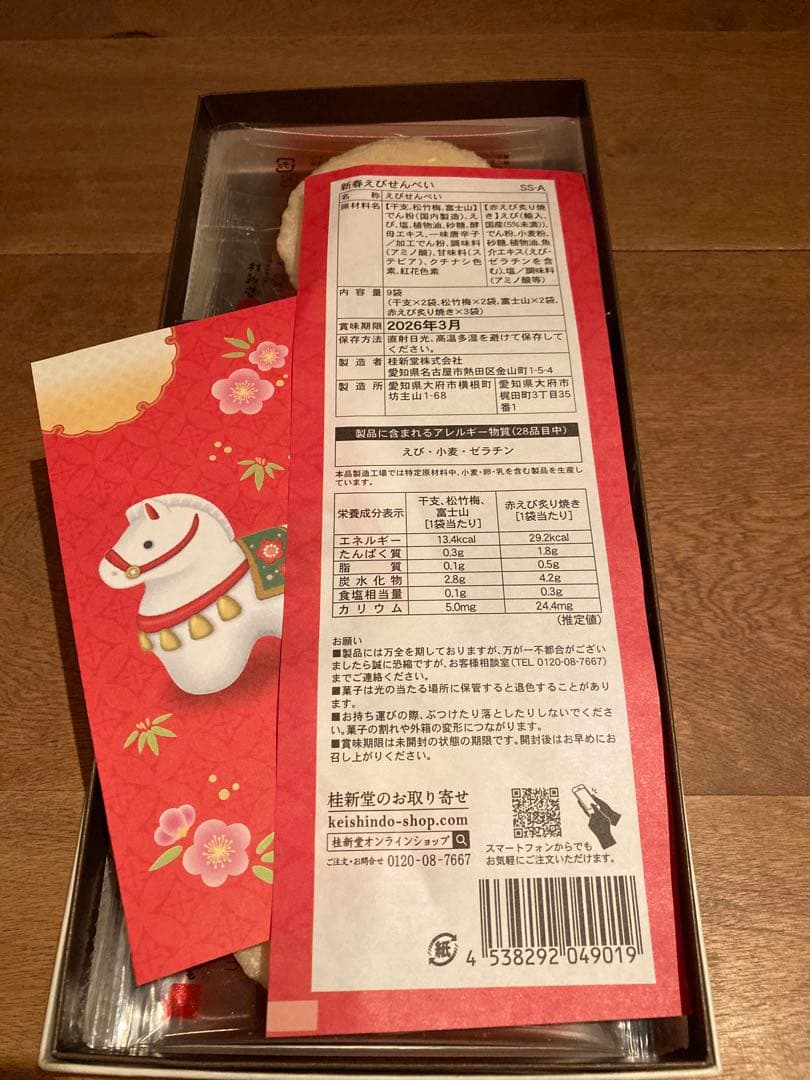 新春えびせんべい SS-A
名称 えびせんべい
原材料名
【干支、松竹梅、富士山】
でん粉(国内製造)、え
び、塩、植物油、砂糖、酵
母エキス、一味唐辛子
／加工でん粉、調味料
(アミノ酸)、甘味料(ス
テビア)、クチナシ色
素、紅花色素
【赤えび炙り焼
き】えび(輸入、
国産(5%未満))、
でん粉、小麦粉、
砂糖、植物油、魚
介エキス(えび・
ゼラチンを含
む)、塩／調味料
(アミノ酸等)
内容量 9袋
(干支×2袋、松竹梅×2袋、富士山×2袋、
赤えび炙り焼き×3袋)
賞味期限 2026年3月
保存方法 直射日光、高温多湿を避けて保存して
ください。
製造者 桂新堂株式会社
愛知県名古屋市熱田区金山町1-5-4
製造所 愛知県大府市横根町
坊主山1-68
愛知県大府市
梶田町3丁目35
番1
製品に含まれるアレルギー物質(28品目中)
えび・小麦・ゼラチン
本品製造工場では特定原材料中、小麦・卵・乳を含む製品を生産し
ています。
栄養成分表示 干支、松竹梅、富士山[1袋当たり] 赤えび炙り焼き[1袋当たり]
エネルギー 13.4kcal 29.2kcal
たんぱく質 0.3g 1.8g
脂質 0.1g 0.5g
炭水化物 2.8g 4.2g
食塩相当量 0.1g 0.3g
カリウム 5.0mg 24.4mg
(推定値)
お願い
■製品には万全を期しておりますが、万が一不都合がござい
ましたら誠に恐縮ですが、お客様相談室(TEL 0120-08-7667)
までご連絡ください。
■菓子は光の当たる場所に保管すると退色することがあり
ます。
■お持ち運びの際、ぶつけたり落としたりしないでくださ
い。菓子の割れや外箱の変形につながります。
■賞味期限は未開封の状態の期限です。開封後はお早めにお
召し上がりください。
桂新堂のお取り寄せ
keishindo-shop.com
桂新堂オンラインショップ
ご注文・お問合せ 0120-08-7667
スマートフォンからでも
お気軽にご注文いただけます。
紙
4 538292 049019